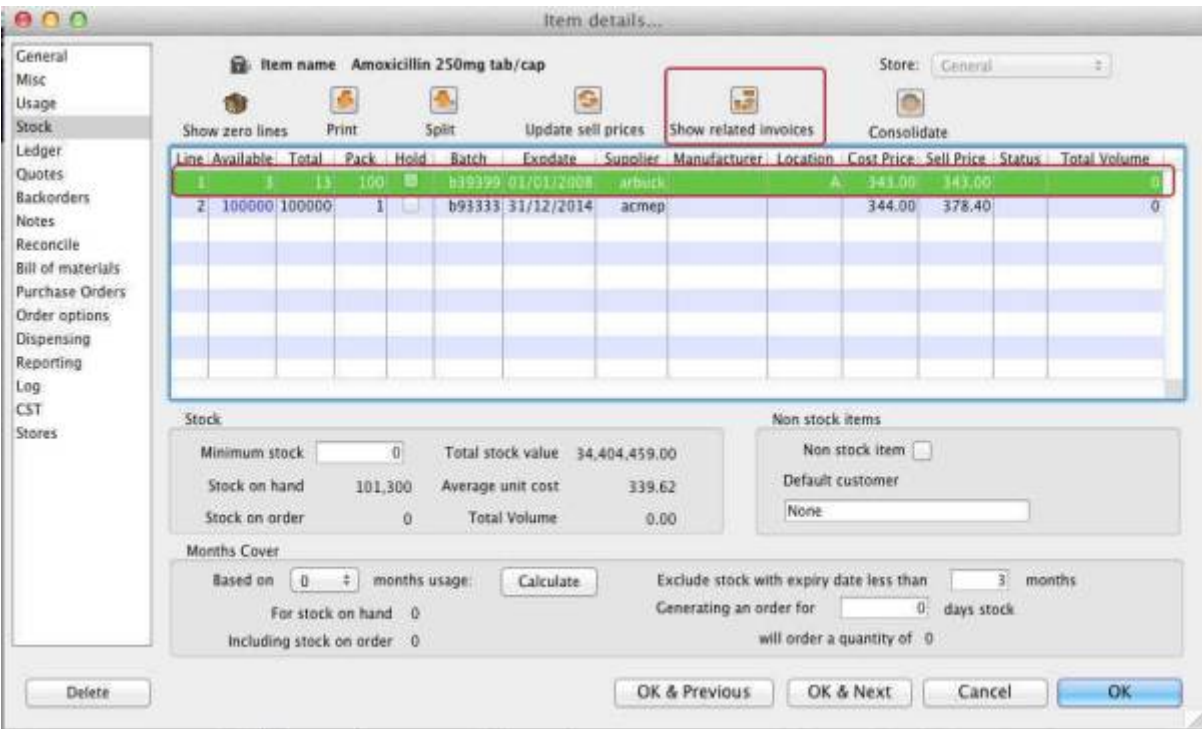 Item details...
General
Misc
Usage
Stock
Ledger
Quotes
Backorders
Notes
Reconcile
Bill of materials
Purchase Orders
Order options
Dispensing
Reporting
Log
CST
Stores
Item name Amoxicillin 250mg tab/cap
Store: General
Show zero lines Print Split Update sell prices Show related invoices Consolidate
Line Available Total Pack Hold Batch Expdate Supplier Manufacturer Location Cost Price Sell Price Status Total Volume
1 3 13 100 b39399 01/01/2008 arbuck A 343.00 343.00 0
2 100000 100000 1 b93333 31/12/2014 acmep 344.00 378.40 0
Stock
Minimum stock 0 Total stock value 34,404,459.00
Stock on hand 101,300 Average unit cost 339.62
Stock on order 0 Total Volume 0.00
Non stock items
Non stock item
Default customer
None
Months Cover
Based on 0 months usage: Calculate
For stock on hand 0
Including stock on order 0
Exclude stock with expiry date less than 3 months
Generating an order for 0 days stock
will order a quantity of 0
Delete OK & Previous OK & Next Cancel OK